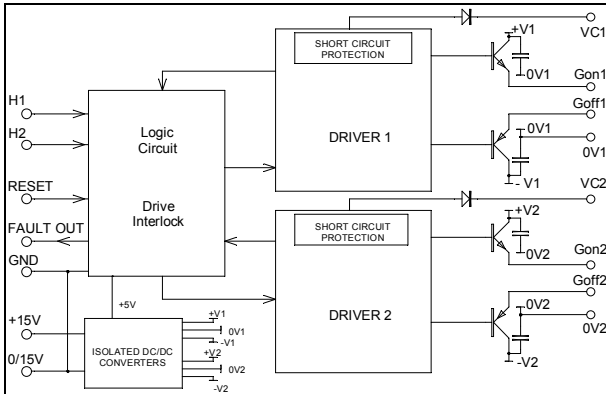 +V1
VC1
SHORT CIRCUIT
PROTECTION
0V1
Gon1
H1
Goff1
Logic
Circuit
0V1
H2
DRIVER 1
0V1
RESET
- V1
VC2
Drive
Interlock
+V2
FAULT OUT
SHORT CIRCUIT
PROTECTION
GND
0V2
Gon2
Goff2
+5V
0V2
+15V
+V1
0V1
-V1
DRIVER 2
0V2
ISOLATED DC/DC
CONVERTERS
+V2
0V2
-V2
0/15V
-V2